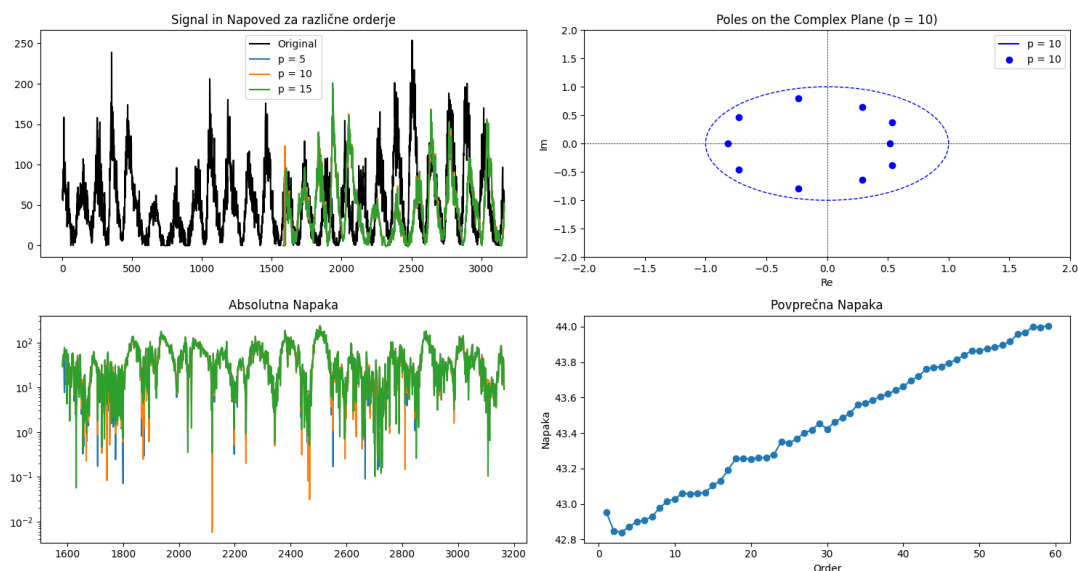 Signal in Napoved za različne orderje
Original
p = 5
p = 10
p = 15
250
200
150
100
50
0
0 500 1000 1500 2000 2500 3000
Poles on the Complex Plane (p = 10)
p = 10
p = 10
2.0
1.5
1.0
0.5
0.0
−0.5
−1.0
−1.5
−2.0
Im
−2.0 −1.5 −1.0 −0.5 0.0 0.5 1.0 1.5 2.0
Re
Absolutna Napaka
10²
10¹
10⁰
10⁻¹
10⁻²
1600 1800 2000 2200 2400 2600 2800 3000 3200
Povprečna Napaka
44.0
43.8
43.6
43.4
43.2
43.0
42.8
Napaka
0 10 20 30 40 50 60
Order